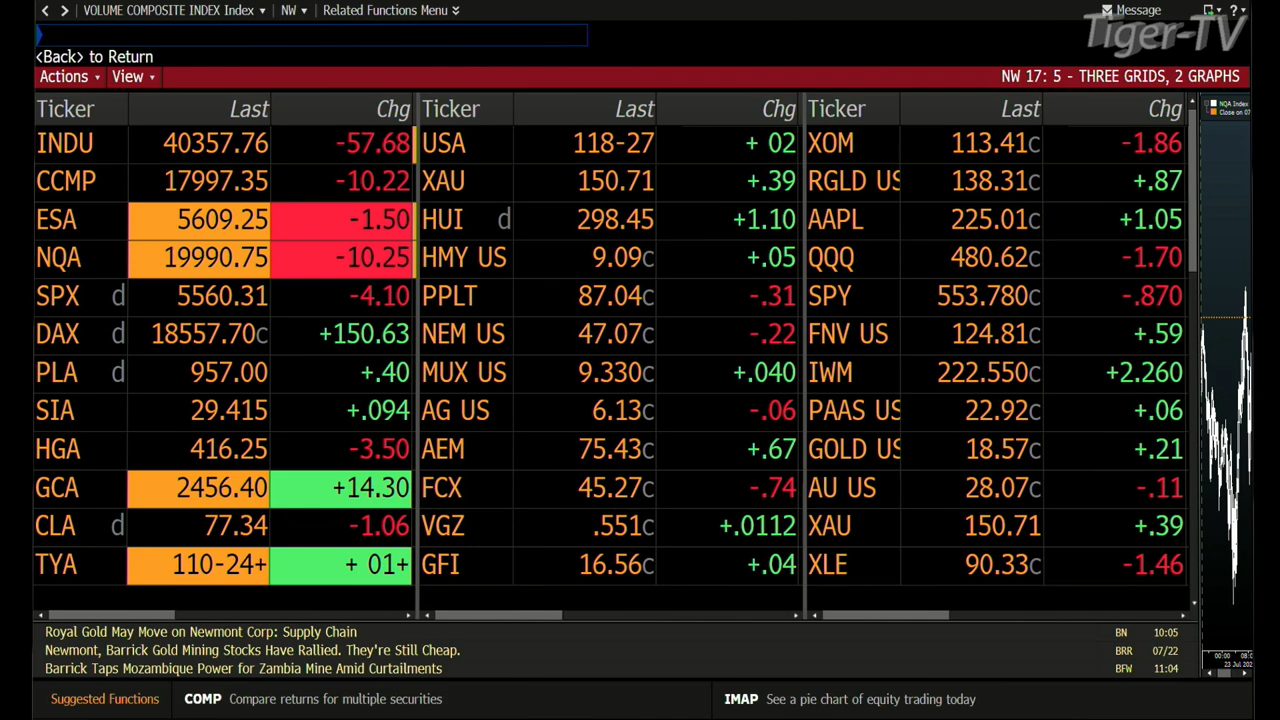 VOLUME COMPOSITE INDEX Index NW Related Functions Menu Message ?
Tiger-TV
<Back> to Return
Actions View NW 17: 5 - THREE GRIDS, 2 GRAPHS
Ticker Last Chg Ticker Last Chg Ticker Last Chg
INDU 40357.76 -57.68 USA 118-27 + 02 XOM 113.41c -1.86
CCMP 17997.35 -10.22 XAU 150.71 +.39 RGLD US 138.31c +.87
ESA 5609.25 -1.50 HUI d 298.45 +1.10 AAPL 225.01c +1.05
NQA 19990.75 -10.25 HMY US 9.09c +.05 QQQ 480.62c -1.70
SPX d 5560.31 -4.10 PPLT 87.04c -.31 SPY 553.780c -.870
DAX d 18557.70c +150.63 NEM US 47.07c -.22 FNV US 124.81c +.59
PLA d 957.00 +.40 MUX US 9.330c +.040 IWM 222.550c +2.260
SIA 29.415 +.094 AG US 6.13c -.06 PAAS US 22.92c +.06
HGA 416.25 -3.50 AEM 75.43c +.67 GOLD US 18.57c +.21
GCA 2456.40 +14.30 FCX 45.27c -.74 AU US 28.07c -.11
CLA d 77.34 -1.06 VGZ .551c +.0112 XAU 150.71 +.39
TYA 110-24+ + 01+ GFI 16.56c +.04 XLE 90.33c -1.46
NQA Index
Close on 07
00:00 08:0
23 Jul 202
Royal Gold May Move on Newmont Corp: Supply Chain BN 10:05
Newmont, Barrick Gold Mining Stocks Have Rallied. They're Still Cheap. BRR 07/22
Barrick Taps Mozambique Power for Zambia Mine Amid Curtailments BFW 11:04
Suggested Functions COMP Compare returns for multiple securities IMAP See a pie chart of equity trading today